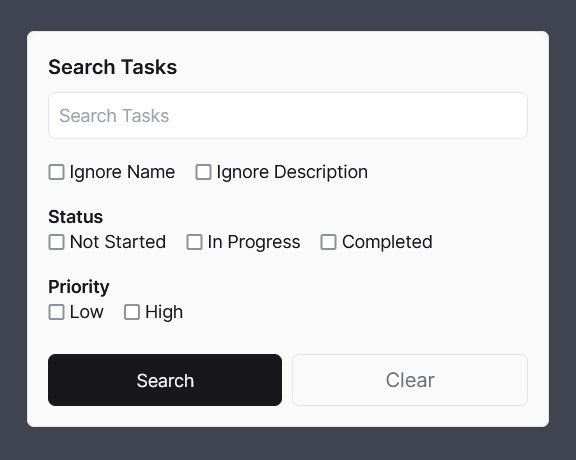 Search Tasks
Search Tasks
Ignore Name Ignore Description
Status
Not Started In Progress Completed
Priority
Low High
Search Clear